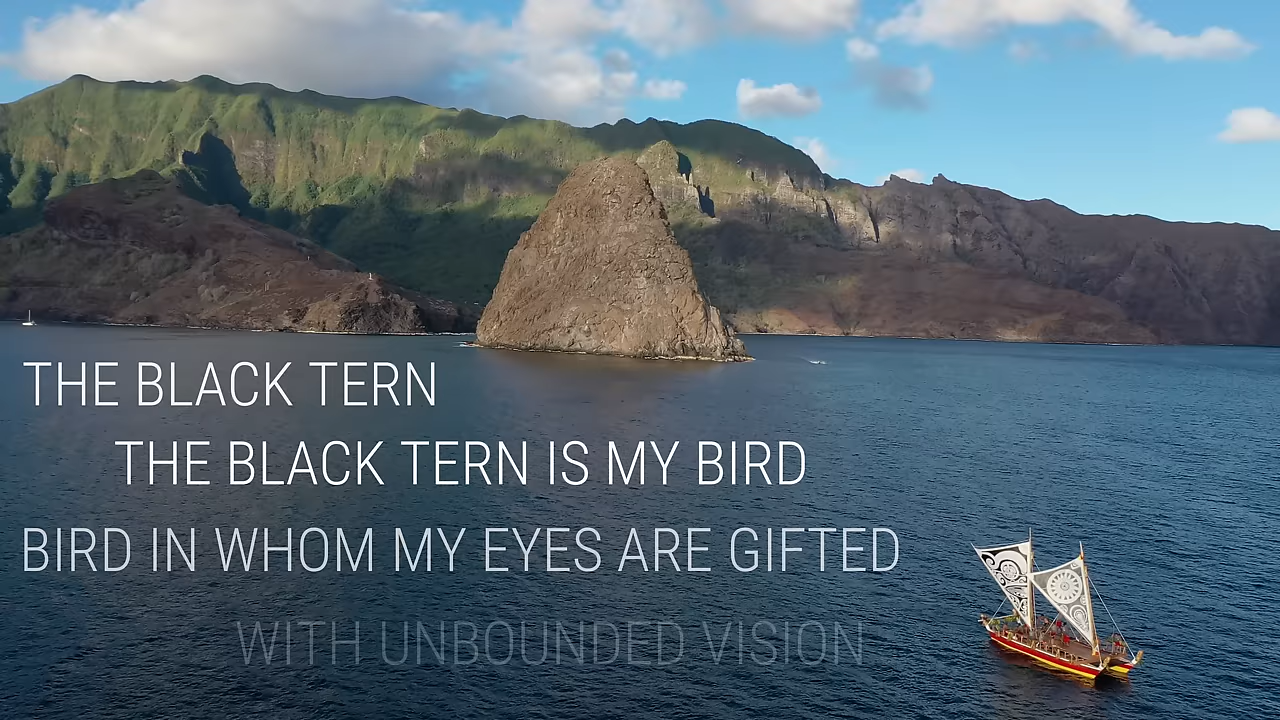 THE BLACK TERN
THE BLACK TERN IS MY BIRD
BIRD IN WHOM MY EYES ARE GIFTED
WITH UNBOUNDED VISION